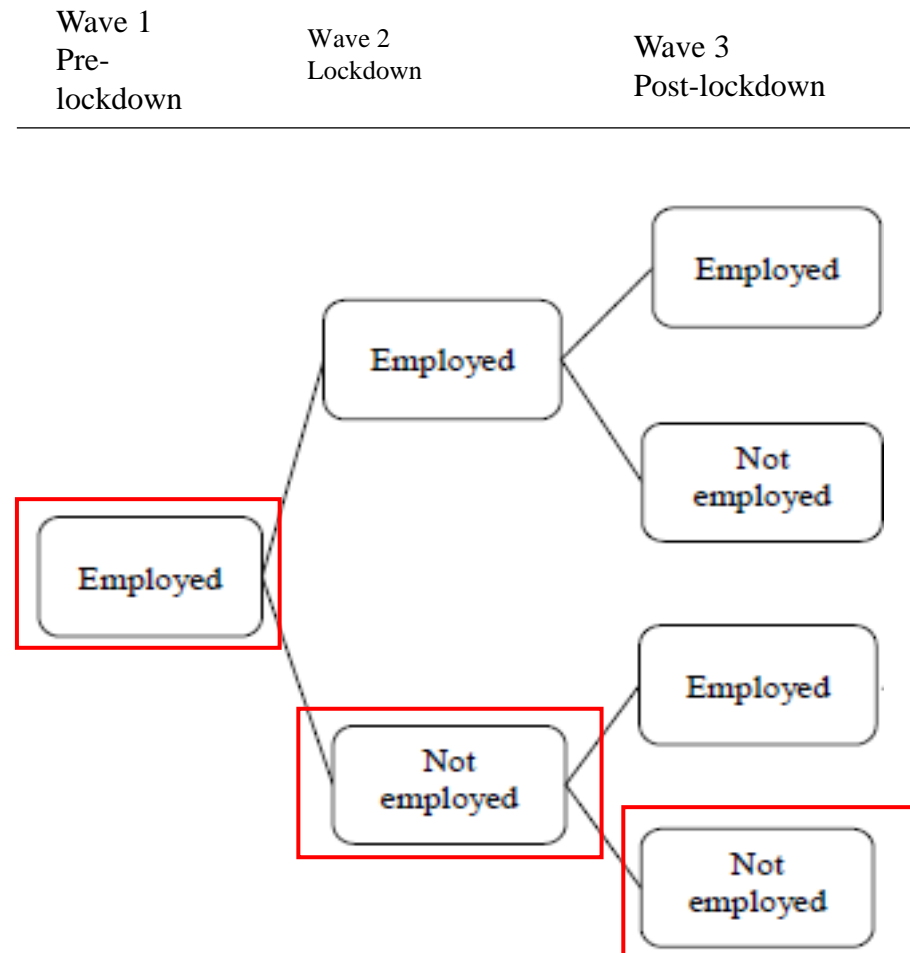 Wave 1
Pre-
lockdown
Wave 2
Lockdown
Wave 3
Post-lockdown
Employed
Employed
Not
employed
Employed
Employed
Not
employed
Not
employed